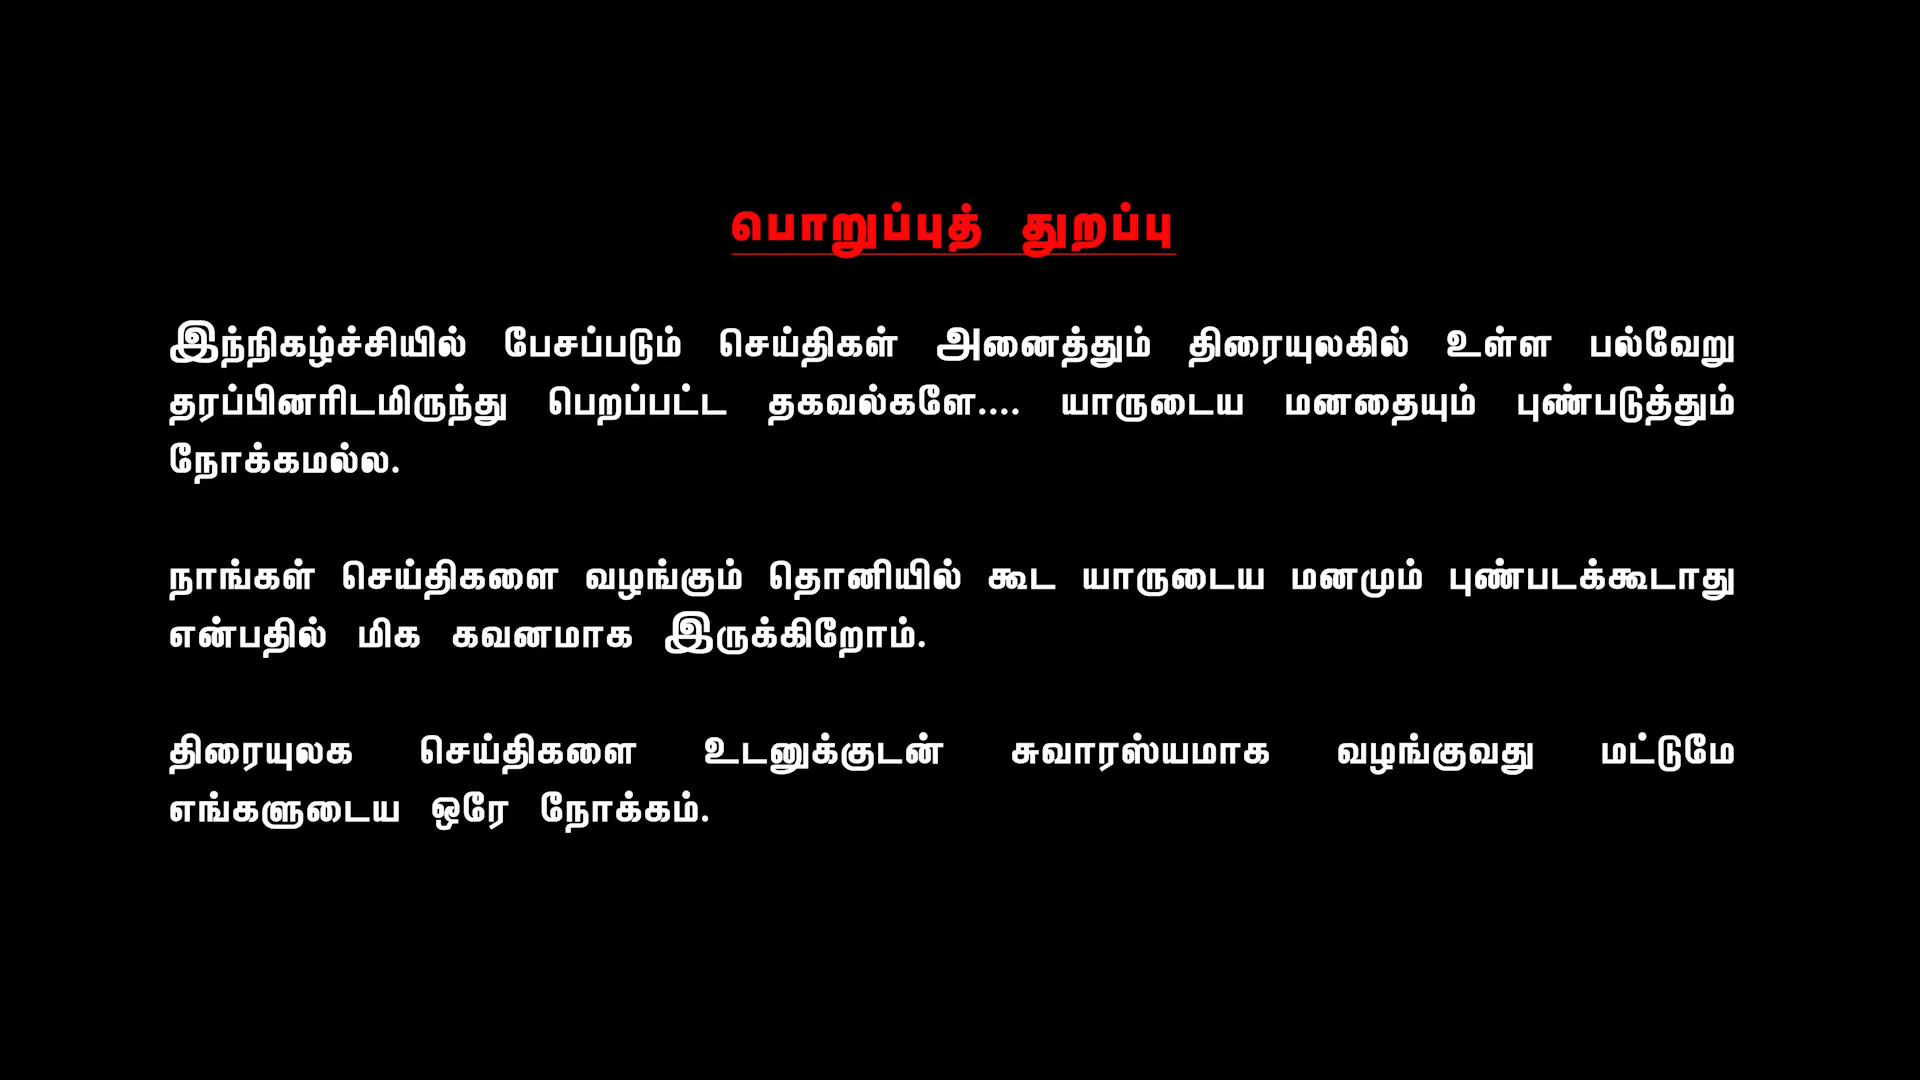 பொறுப்புத் துறப்பு
இந்நிகழ்ச்சியில் பேசப்படும் செய்திகள் அனைத்தும் திரையுலகில் உள்ள பல்வேறு
தரப்பினரிடமிருந்து பெறப்பட்ட தகவல்களே.... யாருடைய மனதையும் புண்படுத்தும்
நோக்கமல்ல.
நாங்கள் செய்திகளை வழங்கும் தொனியில் கூட யாருடைய மனமும் புண்படக்கூடாது
என்பதில் மிக கவனமாக இருக்கிறோம்.
திரையுலக செய்திகளை உடனுக்குடன் சுவாரஸ்யமாக வழங்குவது மட்டுமே
எங்களுடைய ஒரே நோக்கம்.